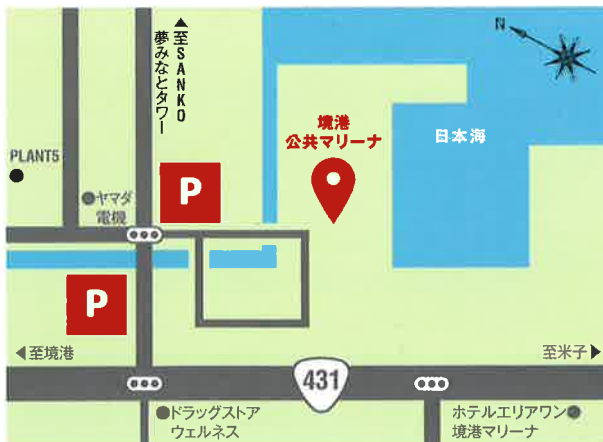 ▲至SANKO
夢みなとタワー
N
境港
公共マリーナ
日本海
PLANT5
●ヤマダ
電機
P
P
◀至境港
至米子▶
431
●ドラッグストア
ウェルネス
ホテルエリアワン●
境港マリーナ